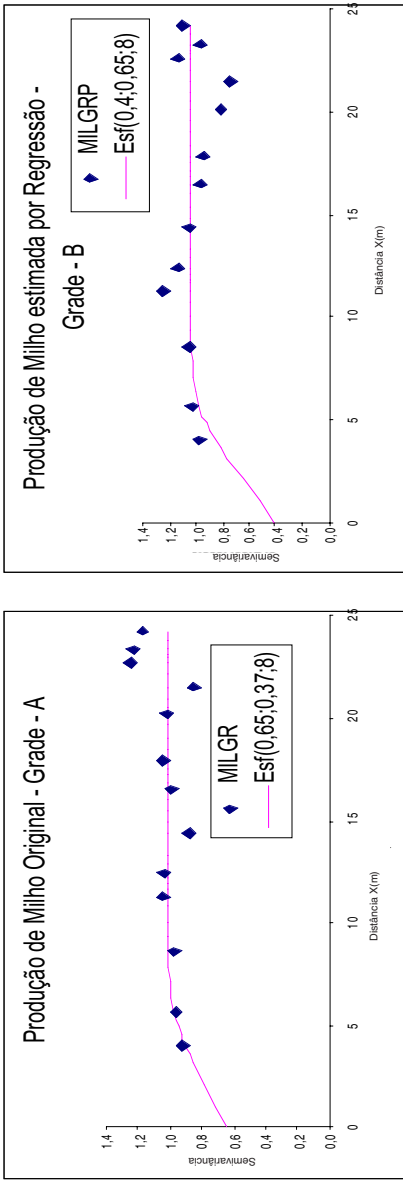 Produção de Milho Original - Grade - A
1,4
1,2
1,0
0,8
0,6
0,4
0,2
0,0
Semivariância
0
5
10
15
20
25
Distância X(m)
MILGR
Esf(0,65;0,37;8)
Produção de Milho estimada por Regressão -
Grade - B
1,4
1,2
1,0
0,8
0,6
0,4
0,2
0,0
Semivariância
0
5
10
15
20
25
Distância X(m)
MILGRP
Esf(0,4;0,65;8)